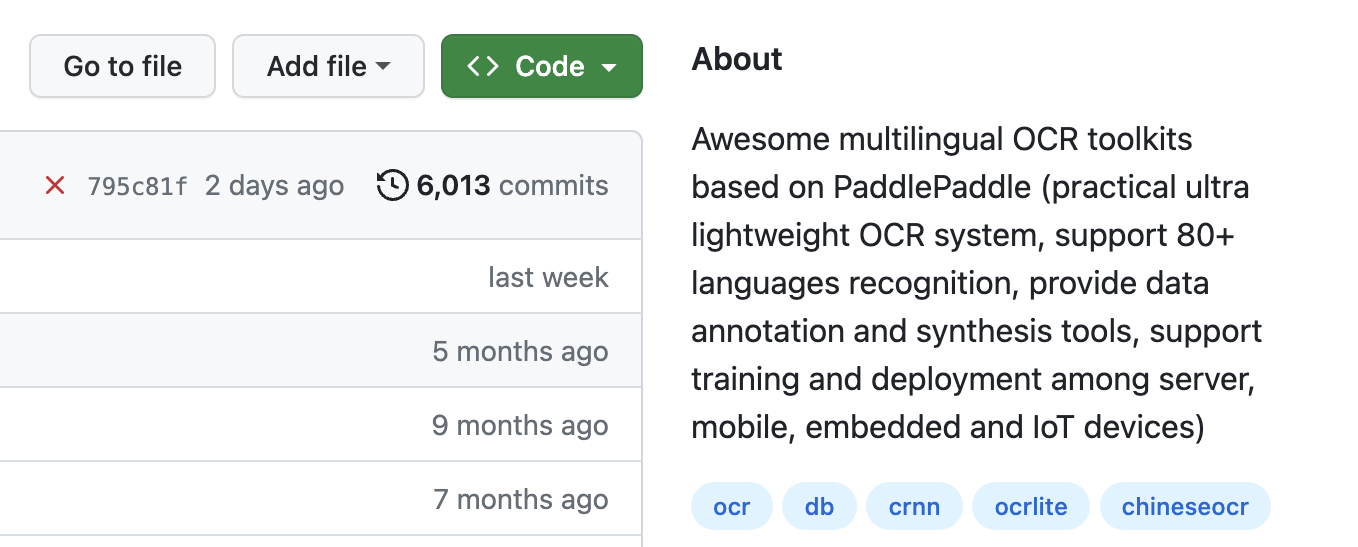 Go to file
Add file
Code
795c81f 2 days ago 6,013 commits
last week
5 months ago
9 months ago
7 months ago
About
Awesome multilingual OCR toolkits
based on PaddlePaddle (practical ultra
lightweight OCR system, support 80+
languages recognition, provide data
annotation and synthesis tools, support
training and deployment among server,
mobile, embedded and IoT devices)
ocr db crnn ocrlite chineseocr